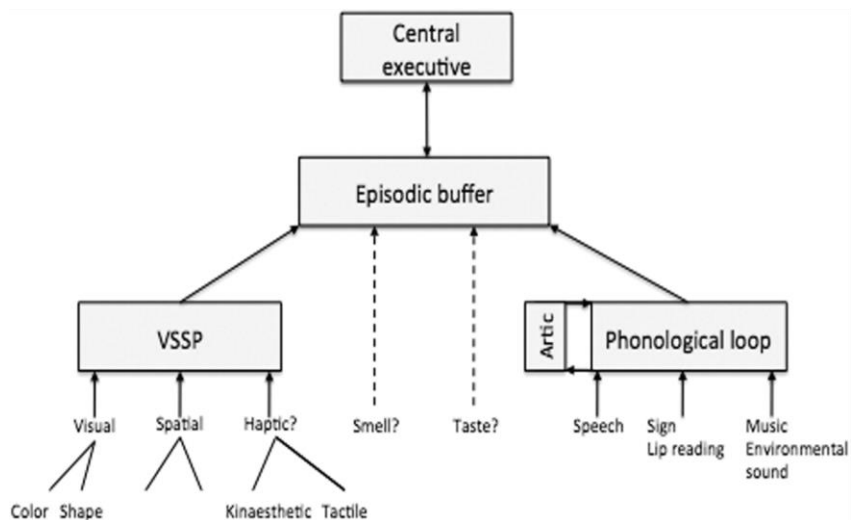 Central
executive
Episodic buffer
VSSP
Artic
Phonological loop
Visual
Spatial
Haptic?
Smell?
Taste?
Speech
Sign
Lip reading
Music
Environmental
sound
Color Shape
Kinaesthetic Tactile